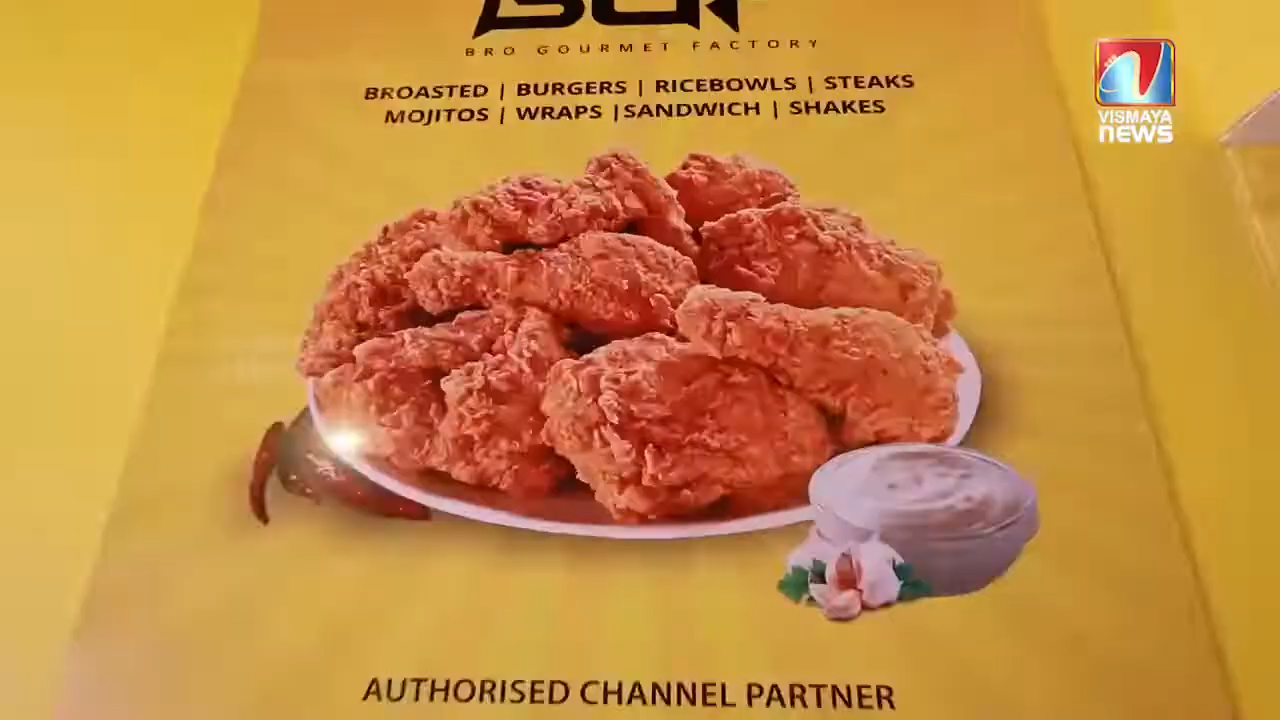 BRO GOURMET FACTORY
BROASTED | BURGERS | RICEBOWLS | STEAKS
MOJITOS | WRAPS |SANDWICH | SHAKES
AUTHORISED CHANNEL PARTNER
VISMAYA
NEWS